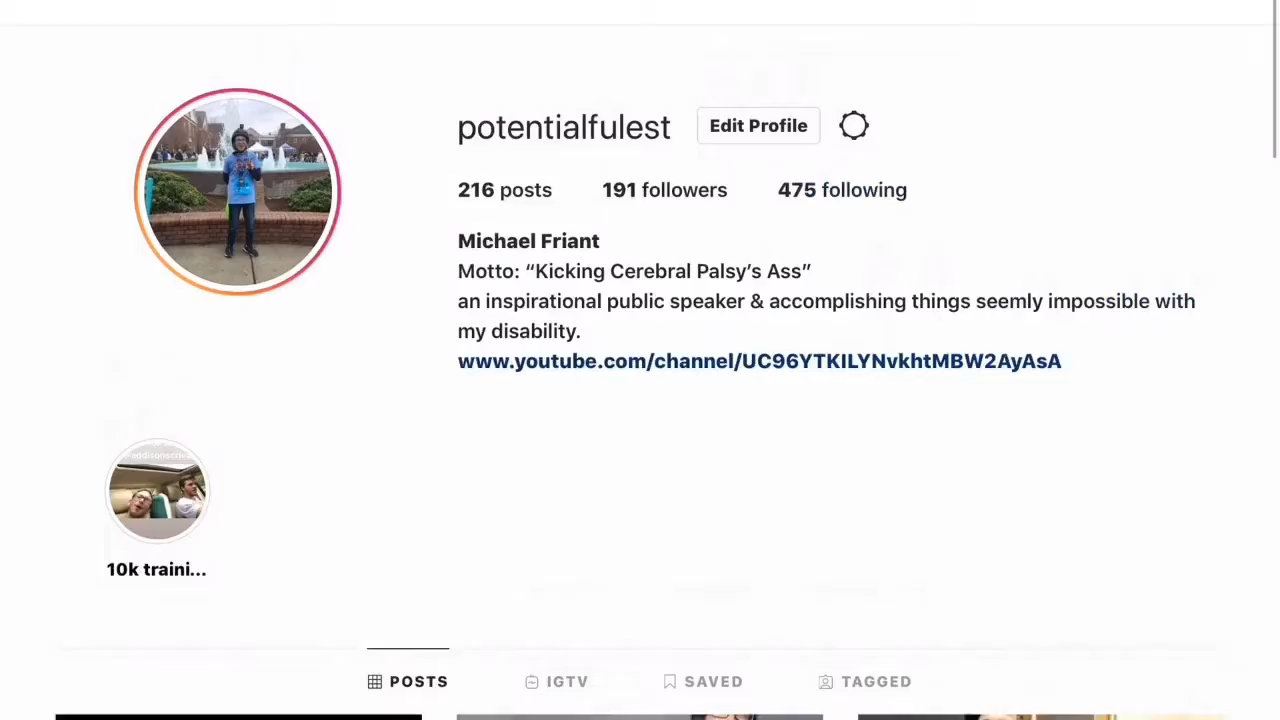 potentialfulest Edit Profile
216 posts 191 followers 475 following
Michael Friant
Motto: “Kicking Cerebral Palsy’s Ass”
an inspirational public speaker & accomplishing things seemly impossible with
my disability.
www.youtube.com/channel/UC96YTKILYNvkhtMBW2AyAsA
10k traini...
POSTS IGTV SAVED TAGGED